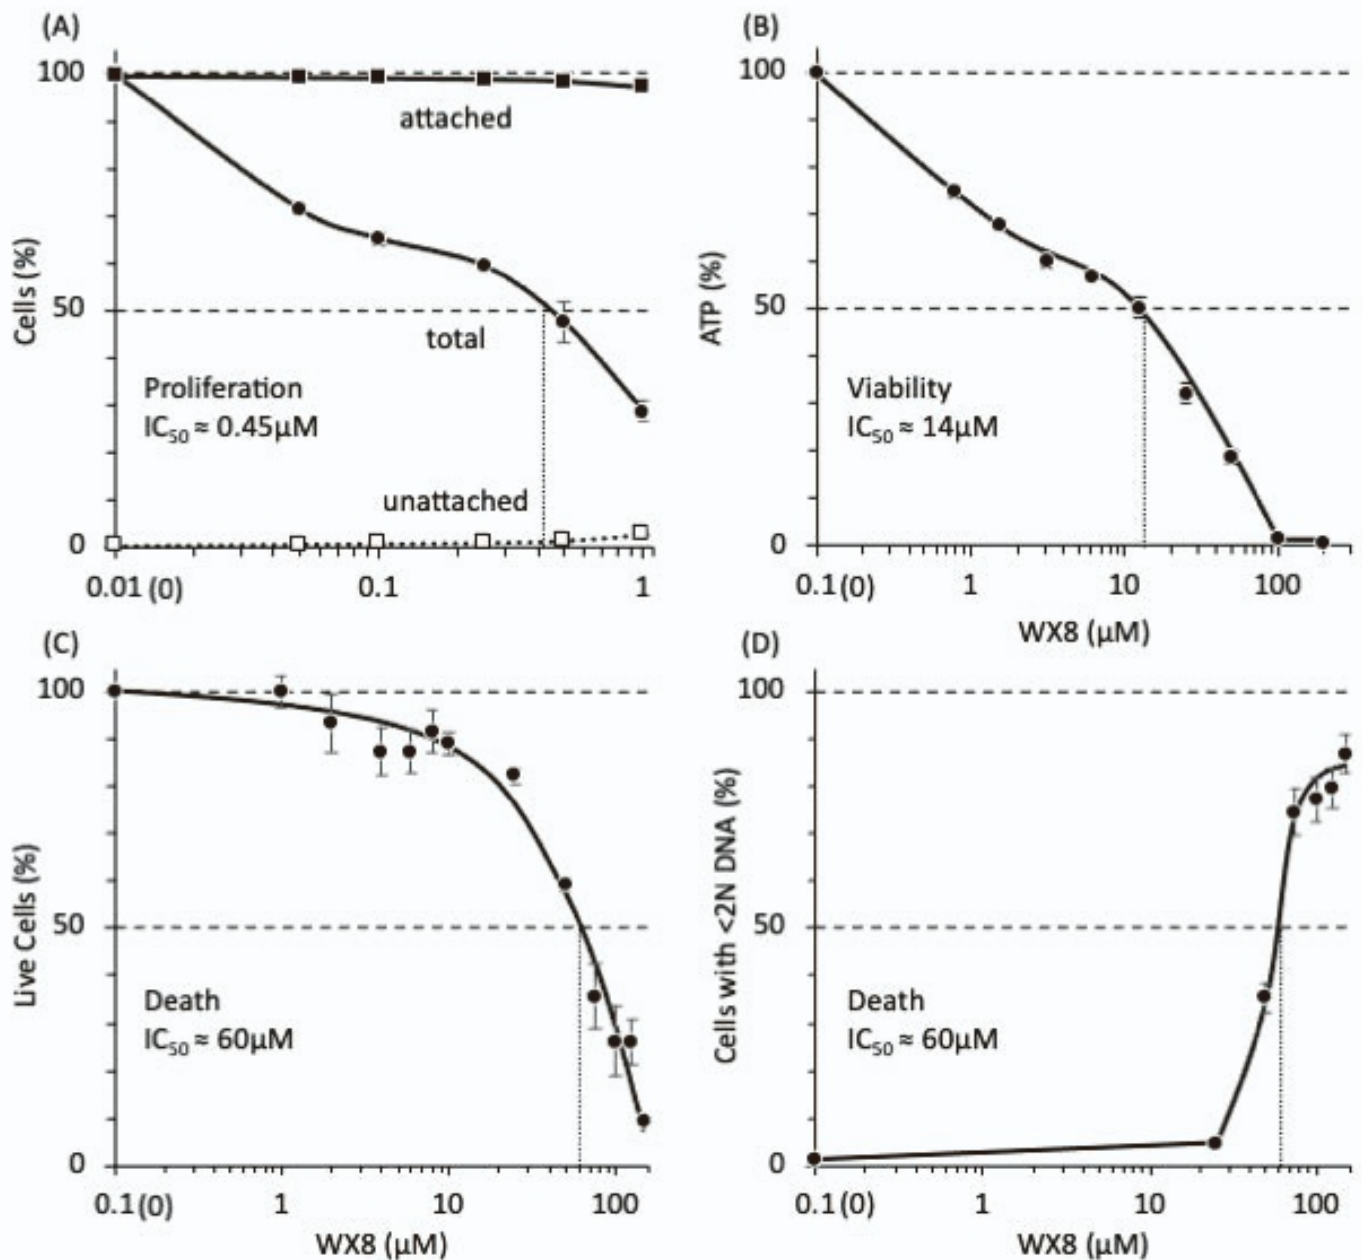 (A)
100
attached
Cells (%)
50
total
Proliferation
IC₅₀ ≈ 0.45μM
unattached
0
0.01(0) 0.1 1
(B)
100
ATP (%)
50
Viability
IC₅₀ ≈ 14μM
0
0.1(0) 1 10 100
WX8 (μM)
(C)
100
Live Cells (%)
50
Death
IC₅₀ ≈ 60μM
0
0.1(0) 1 10 100
WX8 (μM)
(D)
100
Cells with <2N DNA (%)
50
Death
IC₅₀ ≈ 60μM
0
0.1(0) 1 10 100
WX8 (μM)